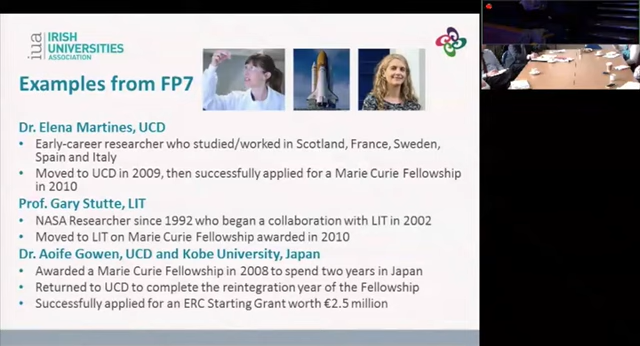 iua
IRISH
UNIVERSITIES
ASSOCIATION
Examples from FP7
Dr. Elena Martines, UCD
• Early-career researcher who studied/worked in Scotland, France, Sweden,
Spain and Italy
• Moved to UCD in 2009, then successfully applied for a Marie Curie Fellowship
in 2010
Prof. Gary Stutte, LIT
• NASA Researcher since 1992 who began a collaboration with LIT in 2002
• Moved to LIT on Marie Curie Fellowship awarded in 2010
Dr. Aoife Gowen, UCD and Kobe University, Japan
• Awarded a Marie Curie Fellowship in 2008 to spend two years in Japan
• Returned to UCD to complete the reintegration year of the Fellowship
• Successfully applied for an ERC Starting Grant worth €2.5 million